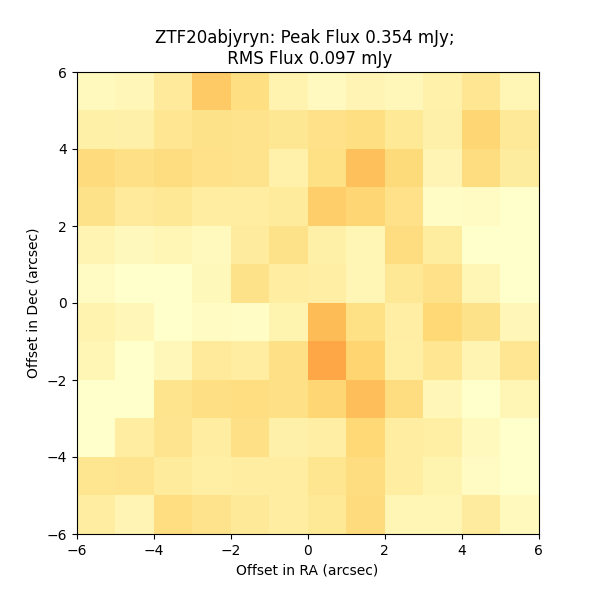 ZTF20abjyryn: Peak Flux 0.354 mJy;
RMS Flux 0.097 mJy
6
4
2
0
−2
−4
−6
Offset in Dec (arcsec)
−6 −4 −2 0 2 4 6
Offset in RA (arcsec)